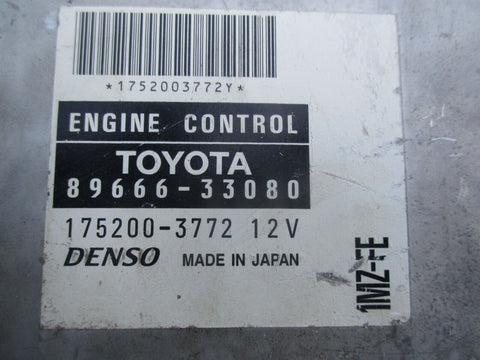 *1752003772Y*
ENGINE CONTROL
TOYOTA
89666-33080
175200-3772 12V
DENSO MADE IN JAPAN
1MZ-FE